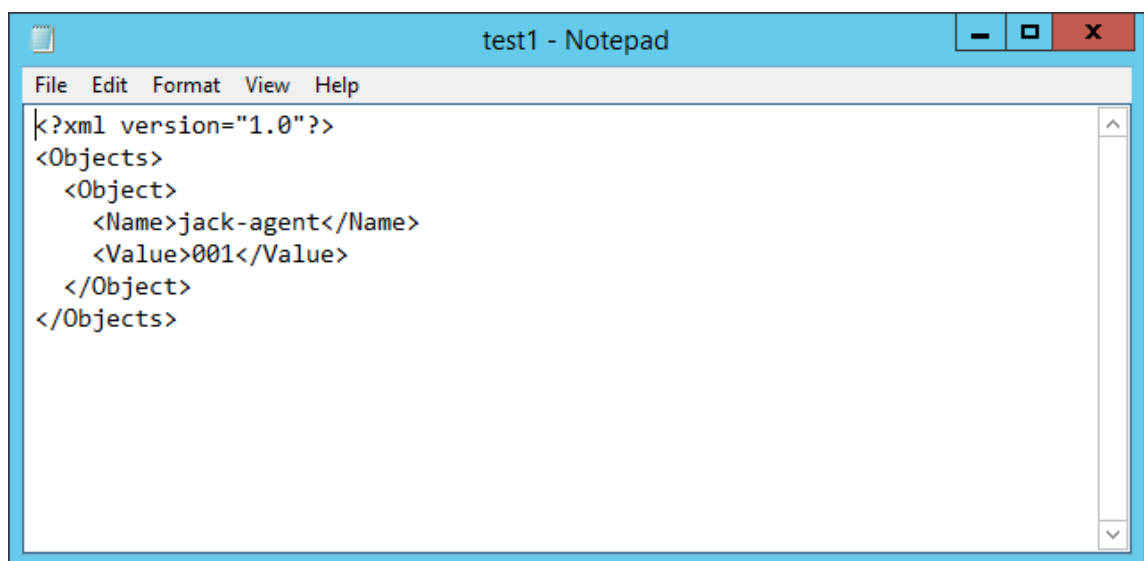 test1 - Notepad
File Edit Format View Help
<?xml version="1.0"?>
<Objects>
  <Object>
    <Name>jack-agent</Name>
    <Value>001</Value>
  </Object>
</Objects>